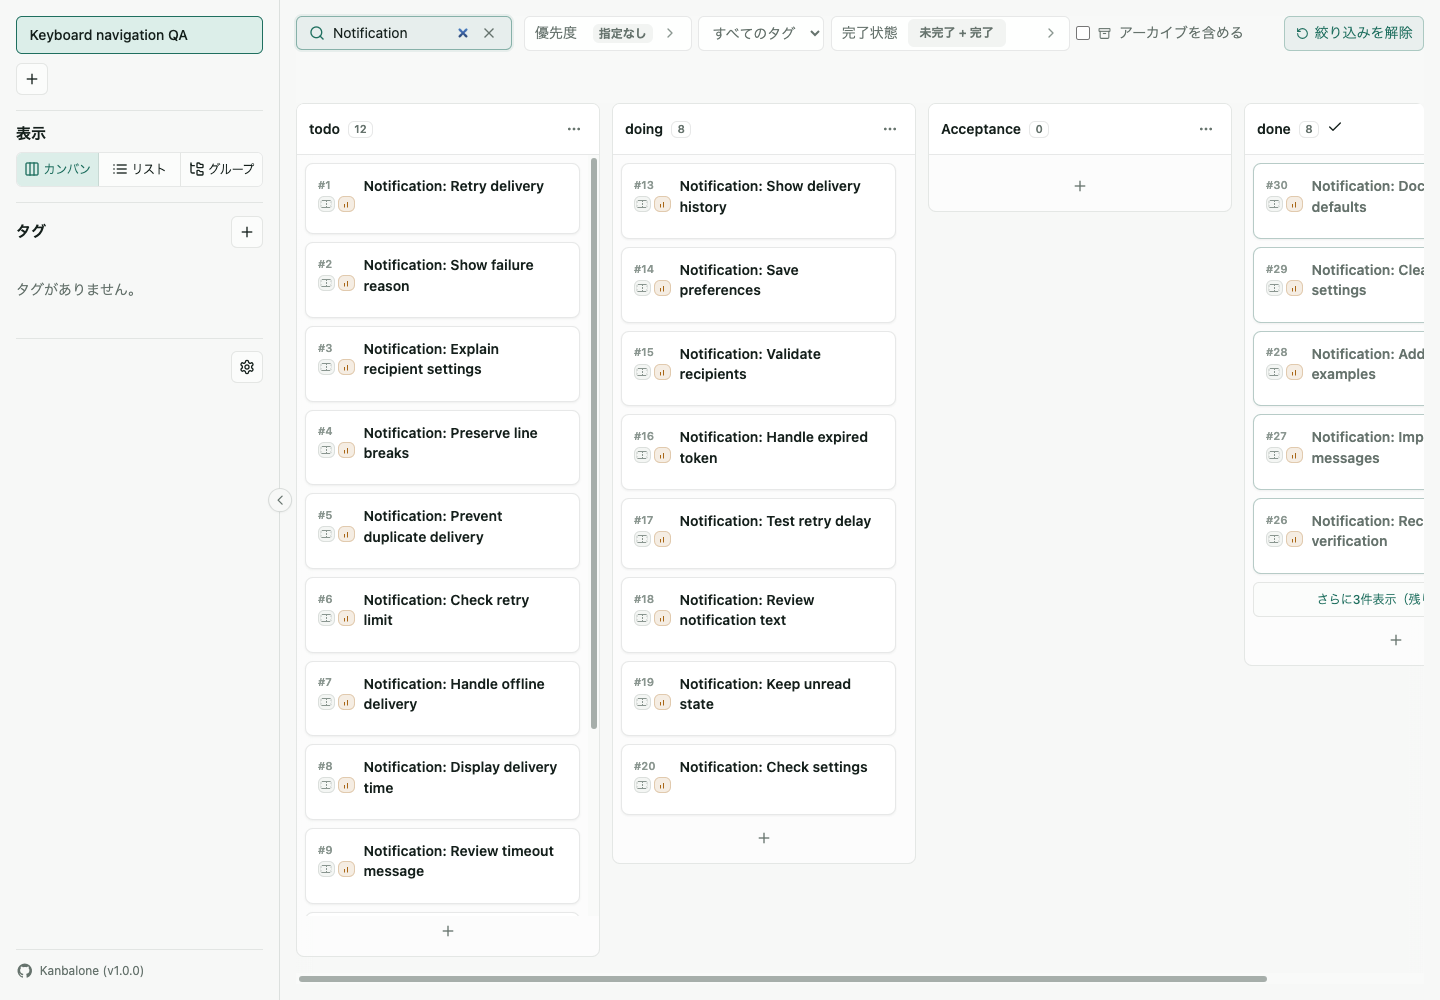 Keyboard navigation QA
表示
カンバン
リスト
グループ
タグ
タグがありません。
Kanbalone (v1.0.0)
Notification
優先度
指定なし
すべてのタグ
完了状態
未完了 + 完了
アーカイブを含める
絞り込みを解除
todo 12
#1
Notification: Retry delivery
#2
Notification: Show failure
reason
#3
Notification: Explain
recipient settings
#4
Notification: Preserve line
breaks
#5
Notification: Prevent
duplicate delivery
#6
Notification: Check retry
limit
#7
Notification: Handle offline
delivery
#8
Notification: Display delivery
time
#9
Notification: Review timeout
message
doing 8
#13
Notification: Show delivery
history
#14
Notification: Save
preferences
#15
Notification: Validate
recipients
#16
Notification: Handle expired
token
#17
Notification: Test retry delay
#18
Notification: Review
notification text
#19
Notification: Keep unread
state
#20
Notification: Check settings
Acceptance 0
done 8
#30
Notification: Doc
defaults
#29
Notification: Clea
settings
#28
Notification: Add
examples
#27
Notification: Imp
messages
#26
Notification: Rec
verification
さらに3件表示（残